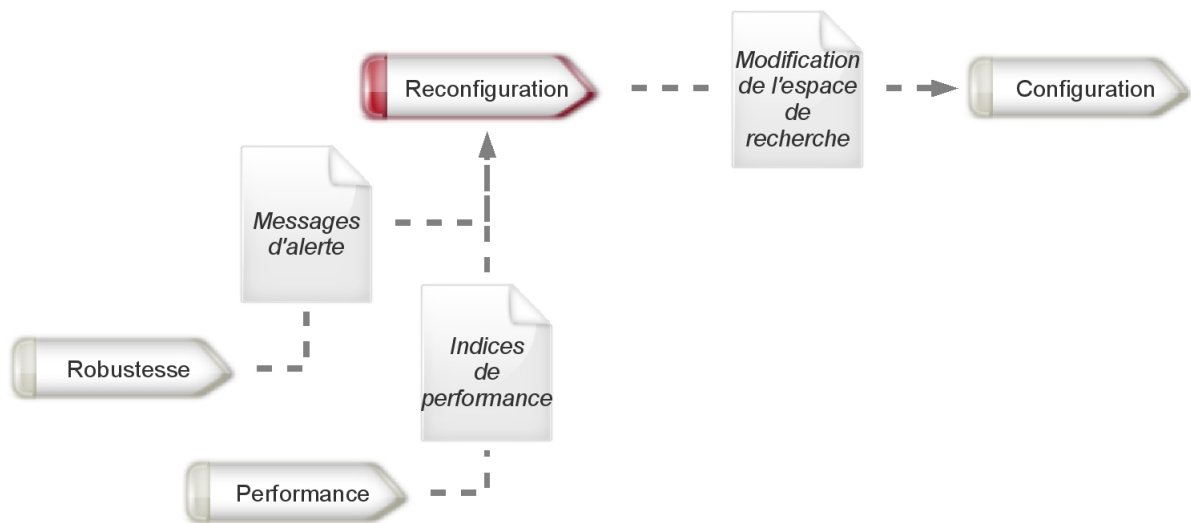 Modification
de l'espace
de
recherche
Reconfiguration
Configuration
Messages
d'alerte
Indices
de
performance
Robustesse
Performance